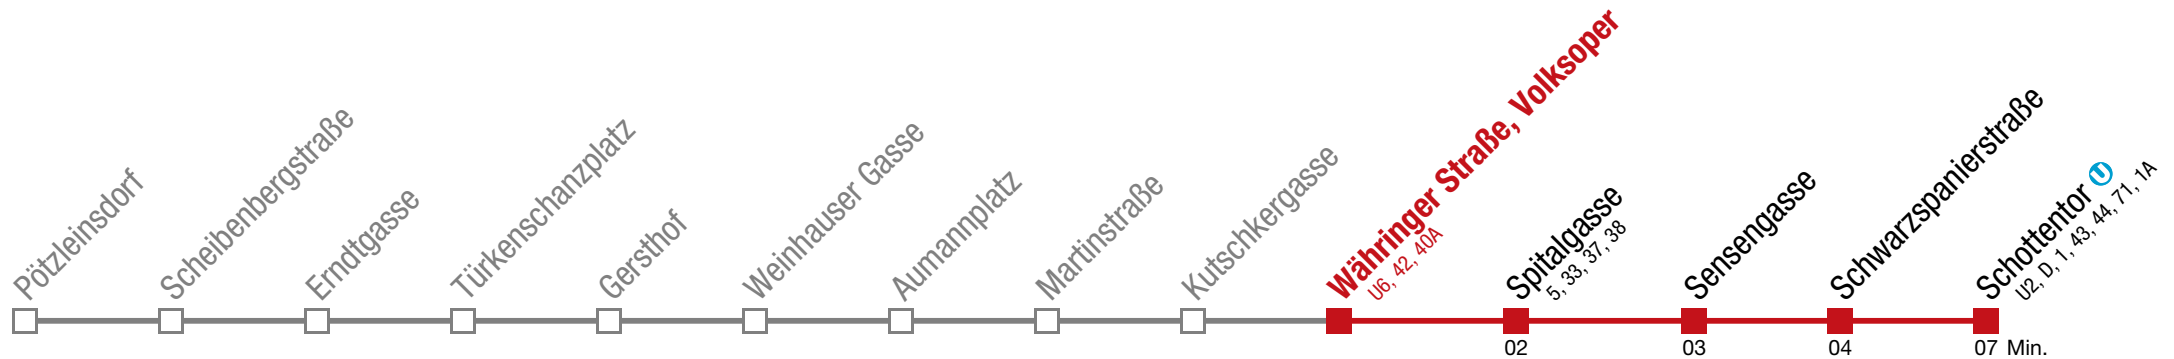 Pötzleinsdorf
Scheibenbergstraße
Erndtgasse
Türkenschanzplatz
Gersthof
Weinhauser Gasse
Aumannplatz
Martinstraße
Kutschkergasse
Währinger Straße, Volksoper
U6, 42, 40A
Spitalgasse
5, 33, 37, 38
Sensengasse
Schwarzspanierstraße
Schottentor U
U2, D, 1, 43, 44, 71, 1A
02
03
04
07 Min.